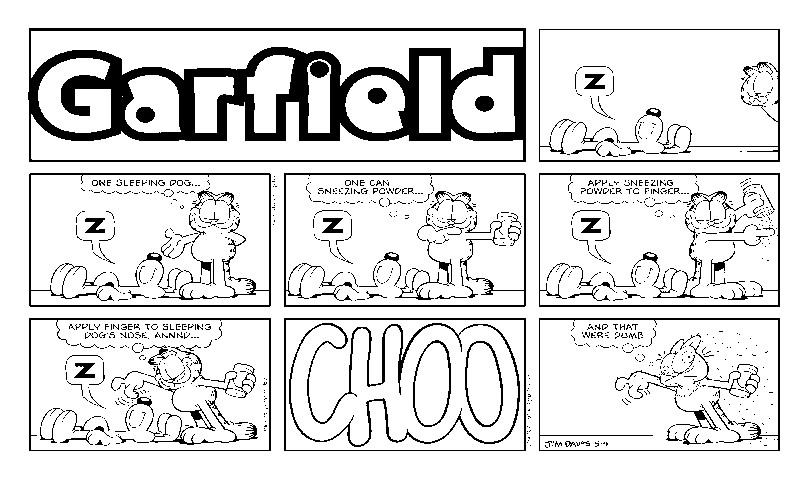 Garfield
Z
ONE SLEEPING DOG...
Z
ONE CAN
SNEEZING POWDER...
Z
APPLY SNEEZING
POWDER TO FINGER...
Z
APPLY FINGER TO SLEEPING
DOG'S NOSE, ANNND...
Z
CHOO
AND THAT
WERE DUMB
JIM DAVIS